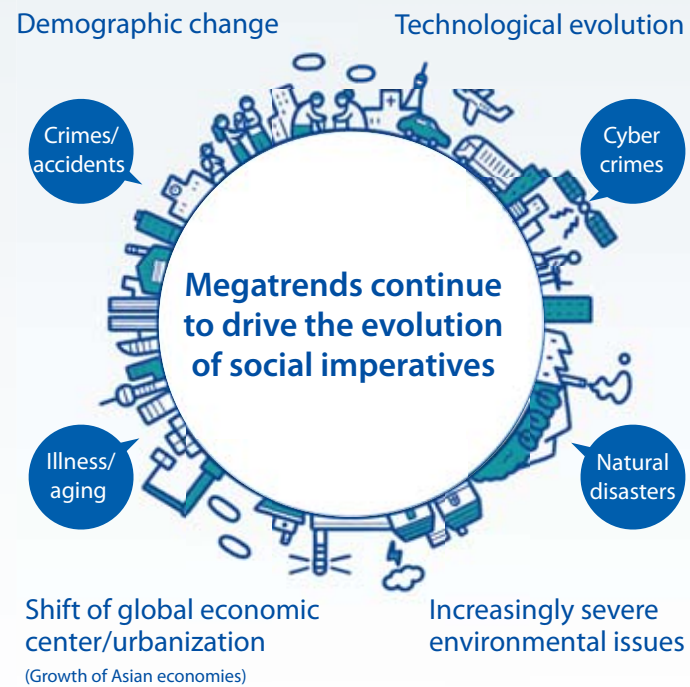 Demographic change
Technological evolution
Crimes/
accidents
Cyber
crimes
Megatrends continue
to drive the evolution
of social imperatives
Illness/
aging
Natural
disasters
Shift of global economic
center/urbanization
(Growth of Asian economies)
Increasingly severe
environmental issues